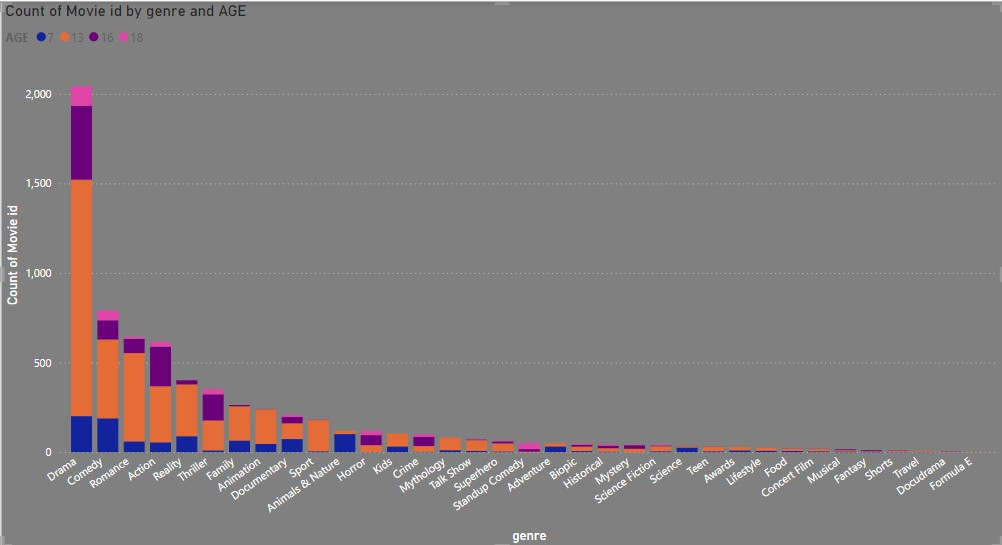 Count of Movie id by genre and AGE
AGE 7 13 16 18
2,000
1,500
1,000
500
0
Count of Movie id
Drama
Comedy
Romance
Action
Reality
Thriller
Family
Animation
Documentary
Sport
Animals & Nature
Horror
Kids
Crime
Mythology
Talk Show
Superhero
Standup Comedy
Adventure
Biopic
Historical
Mystery
Science Fiction
Science
Teen
Awards
Lifestyle
Food
Concert Film
Musical
Fantasy
Shorts
Travel
Docudrama
Formula E
genre